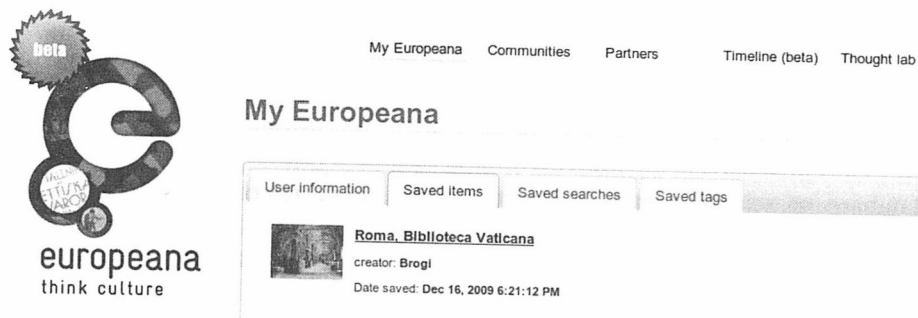 beta
My Europeana Communities Partners Timeline (beta) Thought lab
My Europeana
User information Saved items Saved searches Saved tags
Roma, Biblioteca Vaticana
creator: Brogi
Date saved: Dec 16, 2009 6:21:12 PM
europeana
think culture